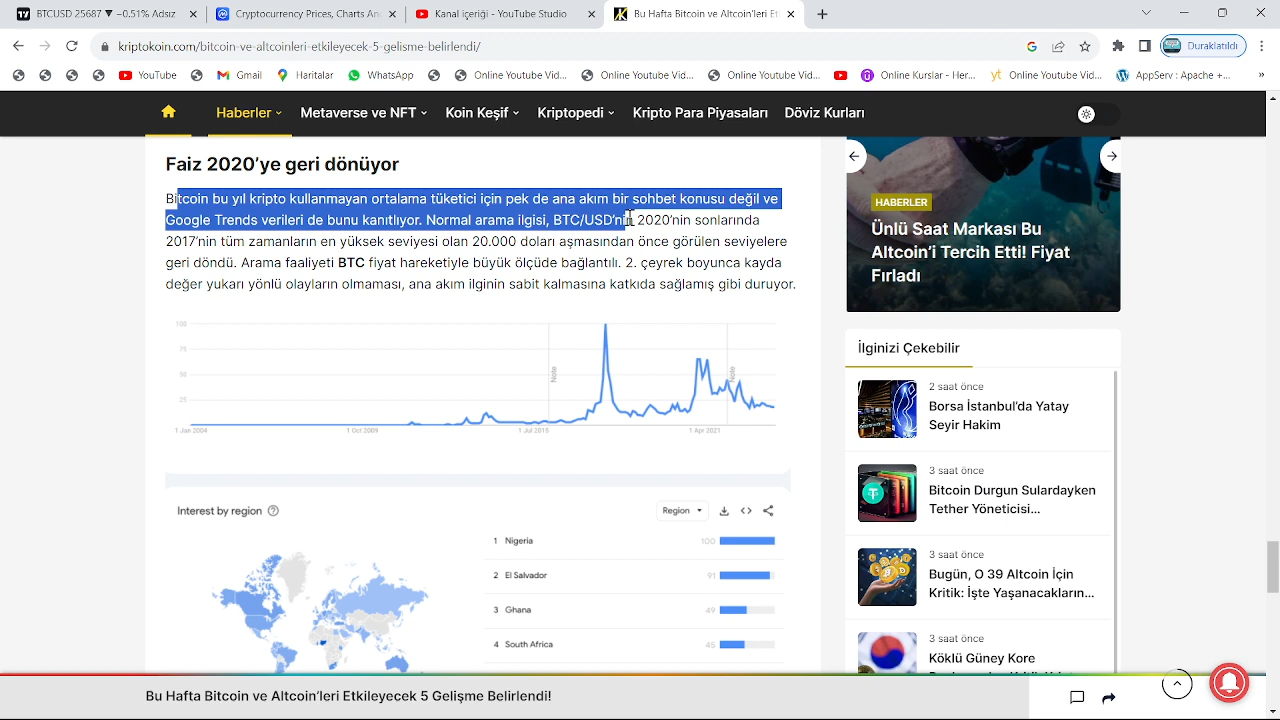 BTCUSD 25687 ▼ −0.51% Adsız
Cryptocurrency Prices, Charts An
Kanal içeriği - YouTube Studio
Bu Hafta Bitcoin ve Altcoin'leri Et
kriptokoin.com/bitcoin-ve-altcoinleri-etkileyecek-5-gelisme-belirlendi/
Duraklatıldı
YouTube
Gmail
Haritalar
WhatsApp
Online Youtube Vid...
Online Youtube Vid...
Online Youtube Vid...
Online Kurslar - Her...
Online Youtube Vid...
AppServ : Apache +...
»
Haberler
Metaverse ve NFT
Koin Keşif
Kriptopedi
Kripto Para Piyasaları
Döviz Kurları
Faiz 2020’ye geri dönüyor
Bitcoin bu yıl kripto kullanmayan ortalama tüketici için pek de ana akım bir sohbet konusu değil ve
Google Trends verileri de bunu kanıtlıyor. Normal arama ilgisi, BTC/USD’nin, 2020’nin sonlarında
2017’nin tüm zamanların en yüksek seviyesi olan 20.000 doları aşmasından önce görülen seviyelere
geri döndü. Arama faaliyeti BTC fiyat hareketiyle büyük ölçüde bağlantılı. 2. çeyrek boyunca kayda
değer yukarı yönlü olayların olmaması, ana akım ilginin sabit kalmasına katkıda sağlamış gibi duruyor.
100
75
50
25
Note
Note
1 Jan 2004
1 Oct 2009
1 Jul 2015
1 Apr 2021
Interest by region
Region
1 Nigeria 100
2 El Salvador 91
3 Ghana 49
4 South Africa 45
HABERLER
Ünlü Saat Markası Bu
Altcoin’i Tercih Etti! Fiyat
Fırladı
İlginizi Çekebilir
2 saat önce
Borsa İstanbul’da Yatay
Seyir Hakim
3 saat önce
Bitcoin Durgun Sulardayken
Tether Yöneticisi...
3 saat önce
Bugün, O 39 Altcoin İçin
Kritik: İşte Yaşanacakların...
3 saat önce
Köklü Güney Kore
Bu Hafta Bitcoin ve Altcoin’leri Etkileyecek 5 Gelişme Belirlendi!